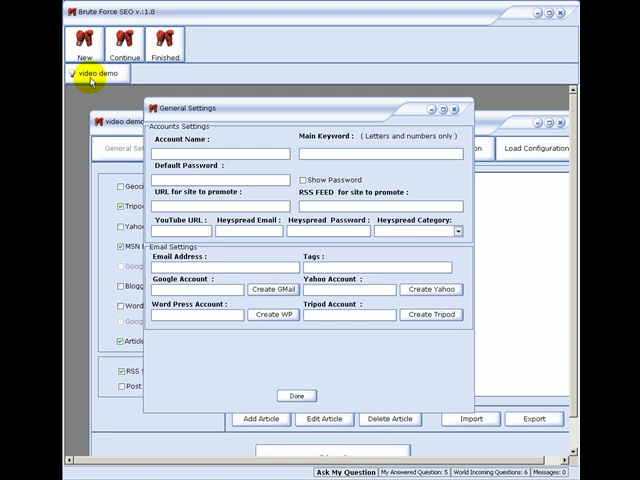 Brute Force SEO v.:1.8
New Continue Finished
video demo
General Settings
video demo
Accounts Settings
Account Name : Main Keyword : ( Letters and numbers only )
Load Configuration
Default Password :
Show Password
URL for site to promote : RSS FEED for site to promote :
YouTube URL : Heyspread Email : Heyspread Password : Heyspread Category:
Email Settings
Email Address : Tags :
Google Account : Yahoo Account :
Create GMail Create Yahoo
Word Press Account : Tripod Account :
Create WP Create Tripod
General Set
Geoci
Tripod
Yaho
MSN
Goog
Blogg
Word
Goog
Article
RSS S
Post
Done
Add Article Edit Article Delete Article Import Export
Ask My Question My Answered Question: 5 World Incoming Questions: 6 Messages: 0